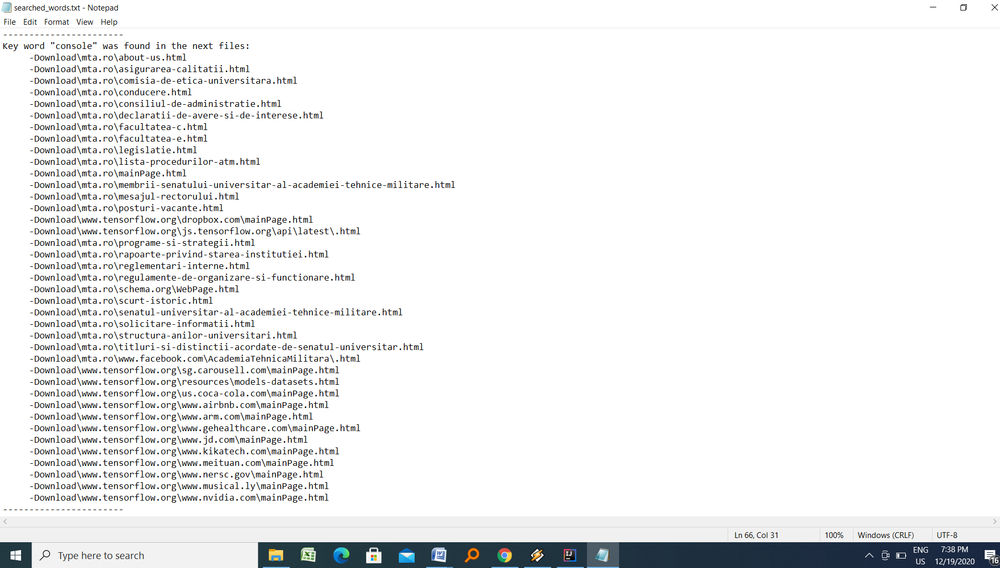 searched_words.txt - Notepad
File Edit Format View Help
-----------------------
Key word "console" was found in the next files:
-Download\mta.ro\about-us.html
-Download\mta.ro\asigurarea-calitatii.html
-Download\mta.ro\comisia-de-etica-universitara.html
-Download\mta.ro\conducere.html
-Download\mta.ro\consiliul-de-administratie.html
-Download\mta.ro\declaratii-de-avere-si-de-interese.html
-Download\mta.ro\facultatea-c.html
-Download\mta.ro\facultatea-e.html
-Download\mta.ro\legislatie.html
-Download\mta.ro\lista-procedurilor-atm.html
-Download\mta.ro\mainPage.html
-Download\mta.ro\membrii-senatului-universitar-al-academiei-tehnice-militare.html
-Download\mta.ro\mesajul-rectorului.html
-Download\mta.ro\posturi-vacante.html
-Download\www.tensorflow.org\dropbox.com\mainPage.html
-Download\www.tensorflow.org\js.tensorflow.org\api\latest\.html
-Download\mta.ro\programe-si-strategii.html
-Download\mta.ro\rapoarte-privind-starea-institutiei.html
-Download\mta.ro\reglementari-interne.html
-Download\mta.ro\regulamente-de-organizare-si-functionare.html
-Download\mta.ro\schema.org\WebPage.html
-Download\mta.ro\scurt-istoric.html
-Download\mta.ro\senatul-universitar-al-academiei-tehnice-militare.html
-Download\mta.ro\solicitare-informatii.html
-Download\mta.ro\structura-anilor-universitari.html
-Download\mta.ro\titluri-si-distinctii-acordate-de-senatul-universitar.html
-Download\mta.ro\www.facebook.com\AcademiaTehnicaMilitara\.html
-Download\www.tensorflow.org\sg.carousell.com\mainPage.html
-Download\www.tensorflow.org\resources\models-datasets.html
-Download\www.tensorflow.org\us.coca-cola.com\mainPage.html
-Download\www.tensorflow.org\www.airbnb.com\mainPage.html
-Download\www.tensorflow.org\www.arm.com\mainPage.html
-Download\www.tensorflow.org\www.gehealthcare.com\mainPage.html
-Download\www.tensorflow.org\www.jd.com\mainPage.html
-Download\www.tensorflow.org\www.kikatech.com\mainPage.html
-Download\www.tensorflow.org\www.meituan.com\mainPage.html
-Download\www.tensorflow.org\www.nersc.gov\mainPage.html
-Download\www.tensorflow.org\www.musical.ly\mainPage.html
-Download\www.tensorflow.org\www.nvidia.com\mainPage.html
-----------------------
Ln 66, Col 31 100% Windows (CRLF) UTF-8
Type here to search
ENG 7:38 PM
US 12/19/2020 16